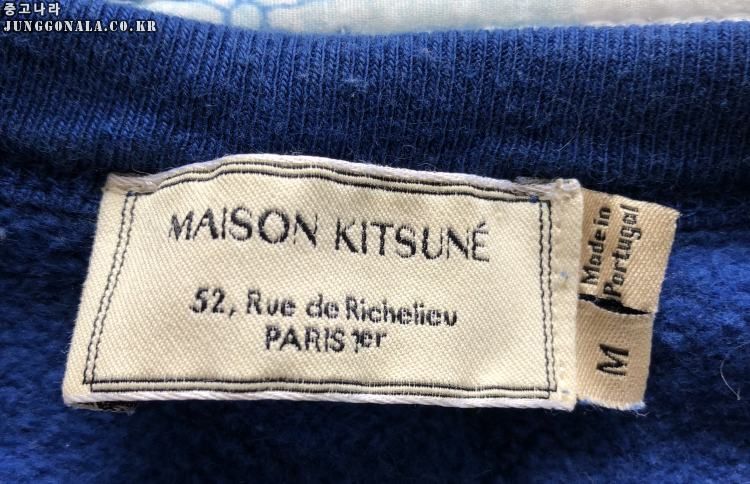 중고나라
JUNGGONALA.CO.KR
MAISON KITSUNÉ
52, Rue de Richelieu
PARIS 1er
Made in
Portugal
M